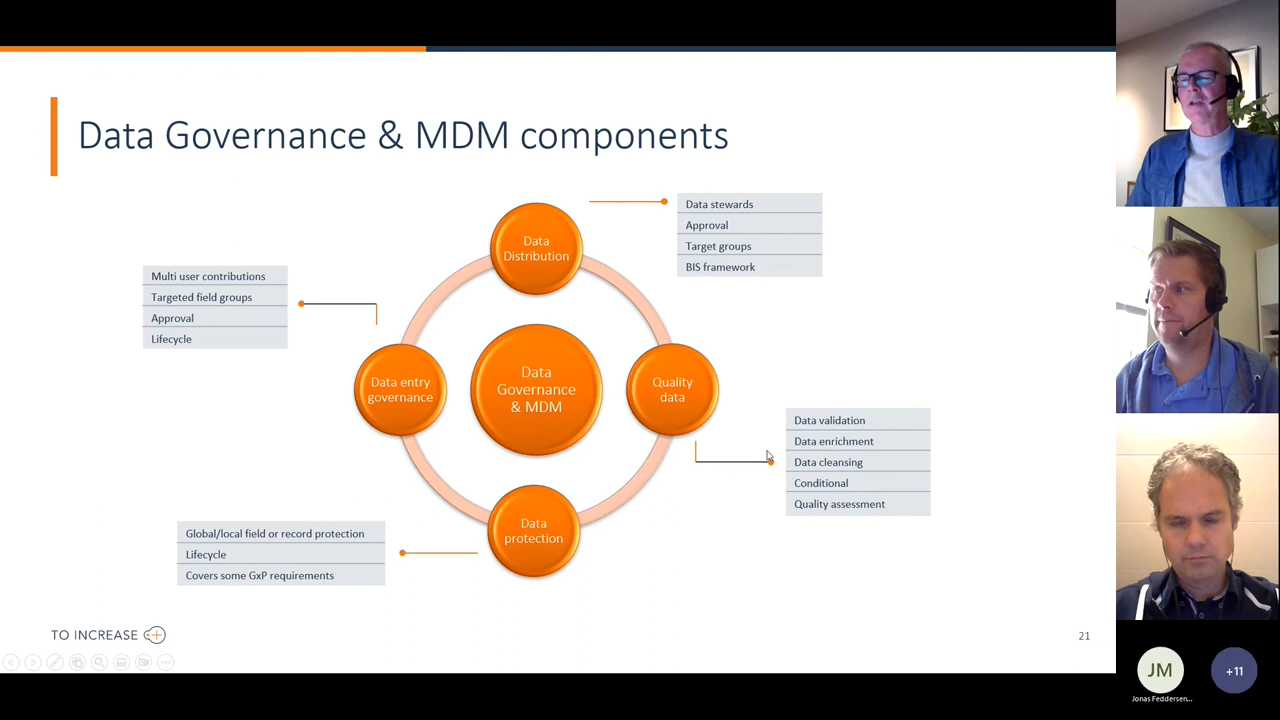 Data Governance & MDM components
Data
Distribution
Data stewards
Approval
Target groups
BIS framework
Multi user contributions
Targeted field groups
Approval
Lifecycle
Data entry
governance
Data
Governance
& MDM
Quality
data
Data validation
Data enrichment
Data cleansing
Conditional
Quality assessment
Data
protection
Global/local field or record protection
Lifecycle
Covers some GxP requirements
TO INCREASE
21
JM
+11
Jonas Feddersen...